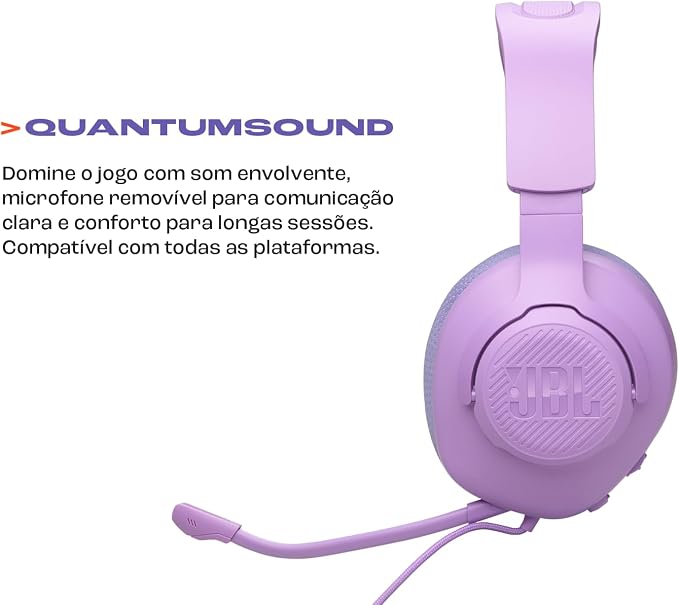 >QUANTUMSOUND
Domine o jogo com som envolvente,
microfone removível para comunicação
clara e conforto para longas sessões.
Compatível com todas as plataformas.
JBL